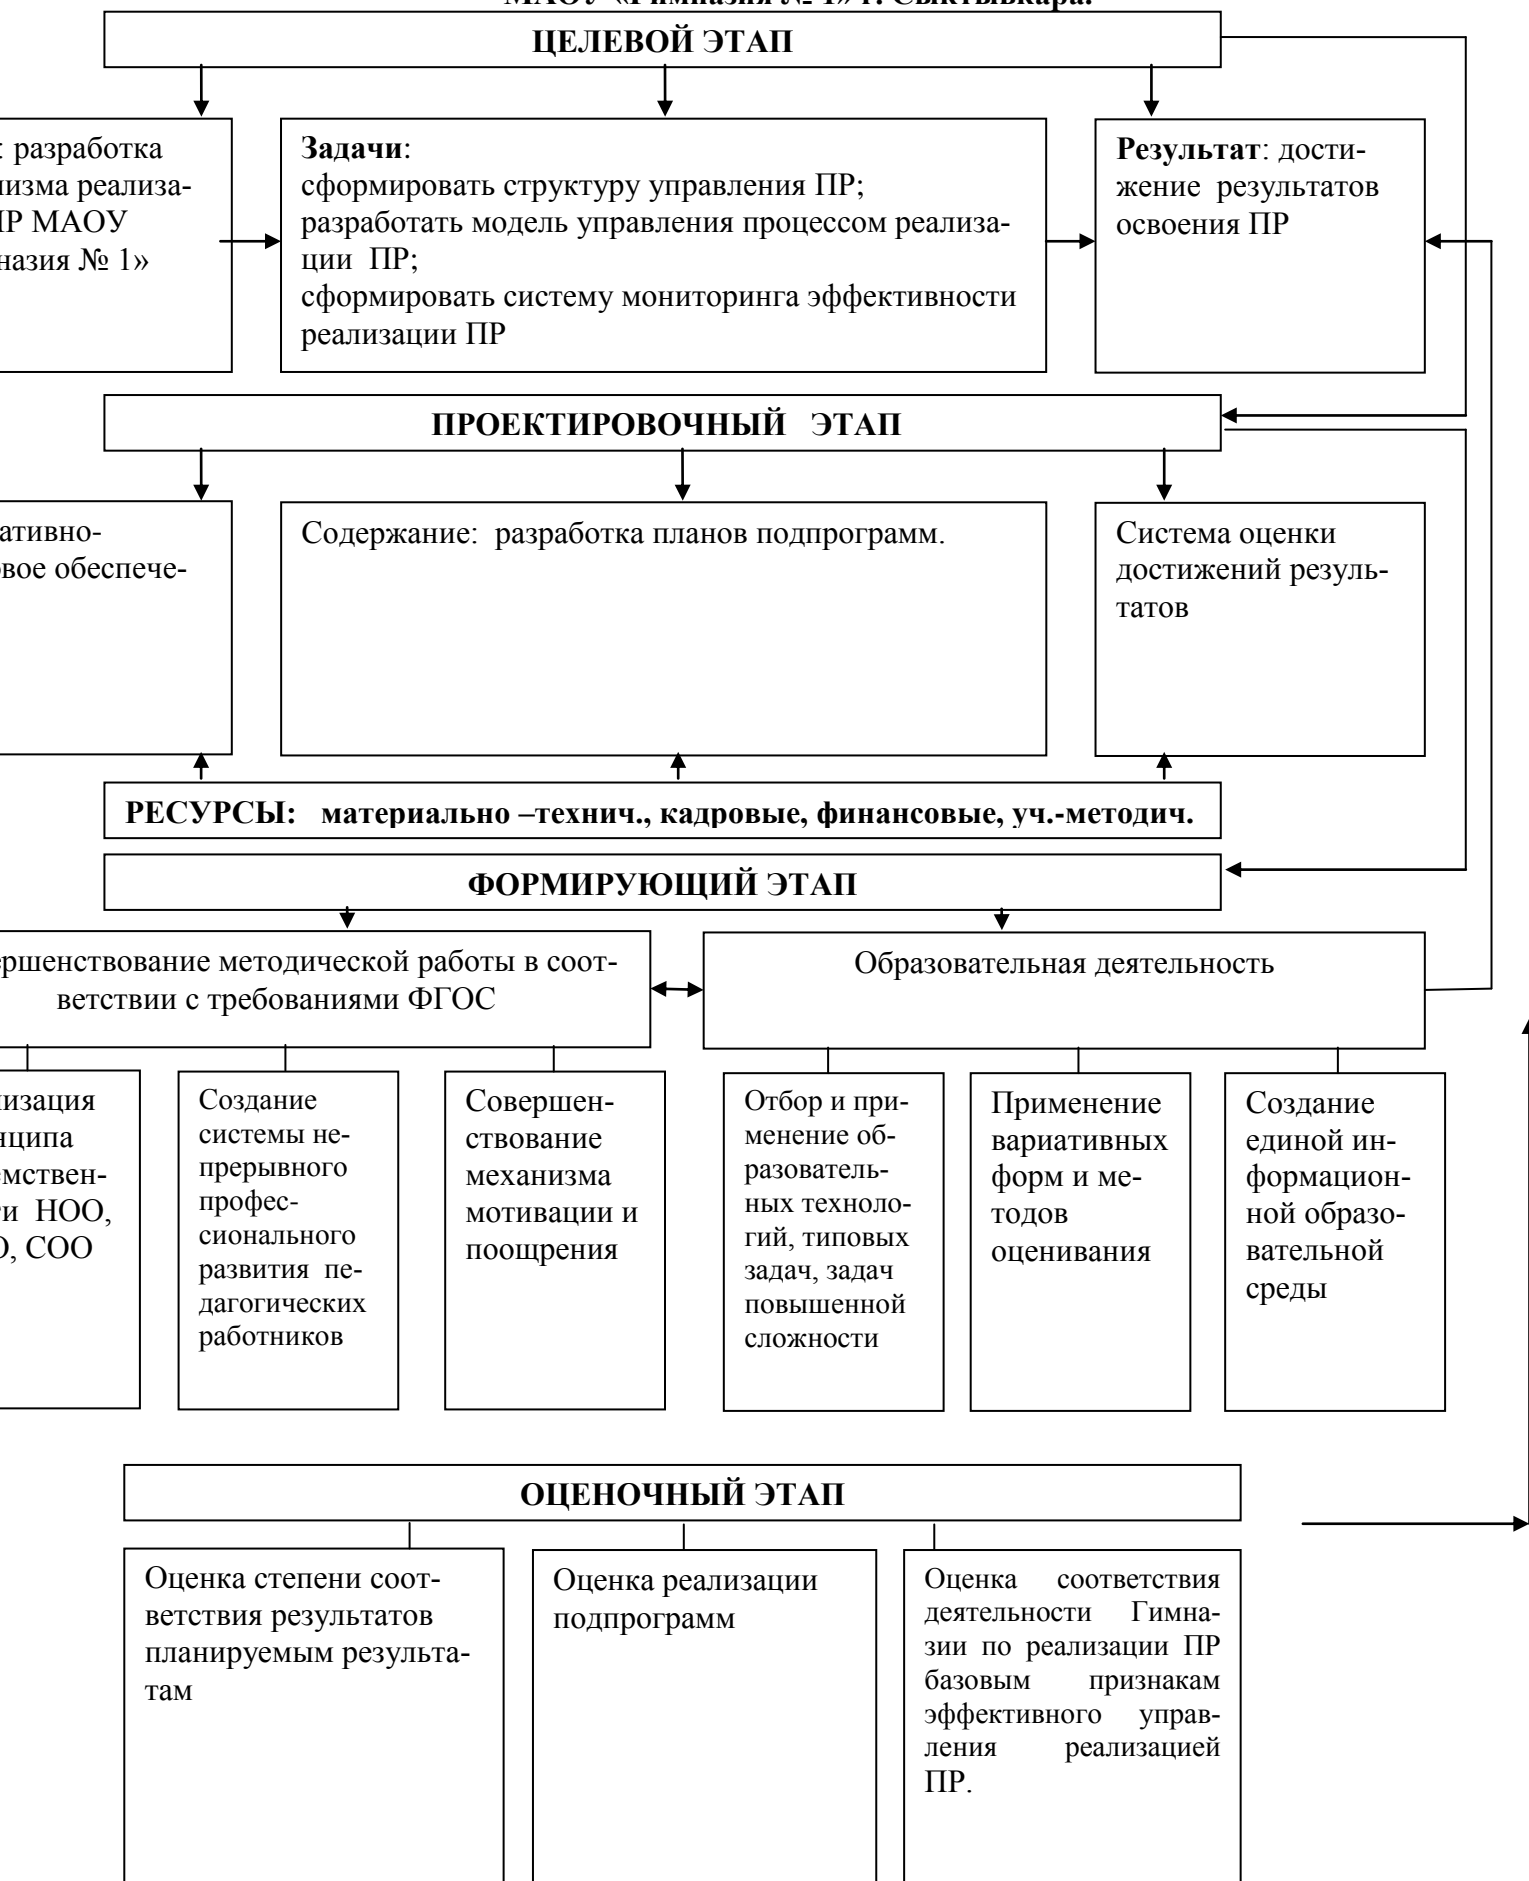 МАОУ «Гимназия № 1» г. Сыктывкара.
ЦЕЛЕВОЙ ЭТАП
: разработка
низма реализа-
ПР МАОУ
назия № 1»
Задачи:
сформировать структуру управления ПР;
разработать модель управления процессом реализа-
ции ПР;
сформировать систему мониторинга эффективности
реализации ПР
Результат: дости-
жение результатов
освоения ПР
ПРОЕКТИРОВОЧНЫЙ ЭТАП
ативно-
овое обеспече-
Содержание: разработка планов подпрограмм.
Система оценки
достижений резуль-
татов
РЕСУРСЫ: материально –технич., кадровые, финансовые, уч.-методич.
ФОРМИРУЮЩИЙ ЭТАП
ершенствование методической работы в соот-
ветствии с требованиями ФГОС
Образовательная деятельность
лизация
нципа
емствен-
ти НОО,
О, СОО
Создание
системы не-
прерывного
профес-
сионального
развития пе-
дагогических
работников
Совершен-
ствование
механизма
мотивации и
поощрения
Отбор и при-
менение об-
разователь-
ных техноло-
гий, типовых
задач, задач
повышенной
сложности
Применение
вариативных
форм и ме-
тодов
оценивания
Создание
единой ин-
формацион-
ной образо-
вательной
среды
ОЦЕНОЧНЫЙ ЭТАП
Оценка степени соот-
ветствия результатов
планируемым результа-
там
Оценка реализации
подпрограмм
Оценка соответствия
деятельности Гимна-
зии по реализации ПР
базовым признакам
эффективного управ-
ления реализацией
ПР.